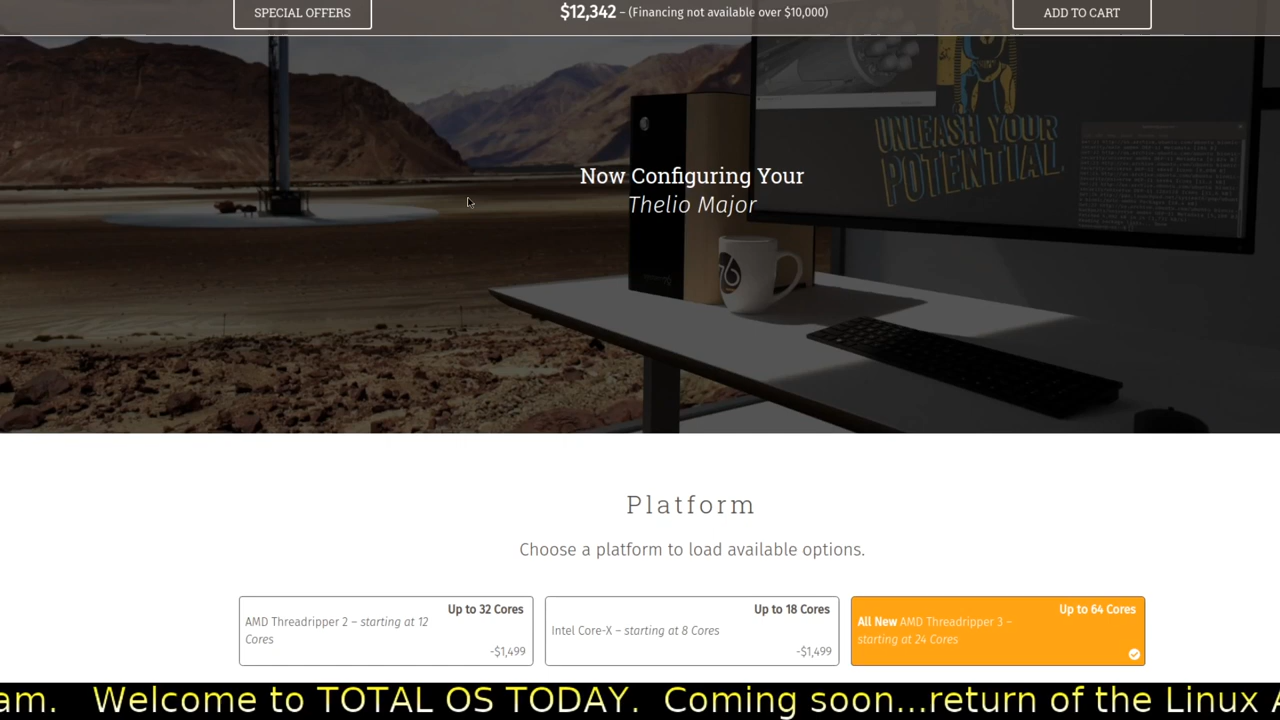 SPECIAL OFFERS
$12,342 – (Financing not available over $10,000)
ADD TO CART
UNLEASH YOUR
POTENTIAL
Now Configuring Your
Thelio Major
76
Platform
Choose a platform to load available options.
Up to 32 Cores
AMD Threadripper 2 – starting at 12
Cores
-$1,499
Up to 18 Cores
Intel Core-X – starting at 8 Cores
-$1,499
Up to 64 Cores
All New AMD Threadripper 3 –
starting at 24 Cores
am. Welcome to TOTAL OS TODAY. Coming soon...return of the Linux